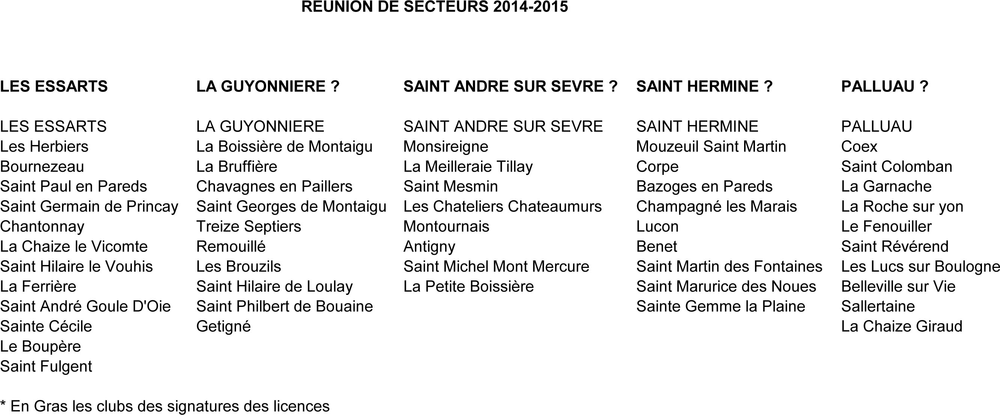 REUNION DE SECTEURS 2014-2015
LES ESSARTS LA GUYONNIERE ? SAINT ANDRE SUR SEVRE ? SAINT HERMINE ? PALLUAU ?
LES ESSARTS LA GUYONNIERE SAINT ANDRE SUR SEVRE SAINT HERMINE PALLUAU
Les Herbiers La Boissière de Montaigu Monsireigne Mouzeuil Saint Martin Coex
Bournezeau La Bruffière La Meilleraie Tillay Corpe Saint Colomban
Saint Paul en Pareds Chavagnes en Paillers Saint Mesmin Bazoges en Pareds La Garnache
Saint Germain de Princay Saint Georges de Montaigu Les Chateliers Chateaumurs Champagné les Marais La Roche sur yon
Chantonnay Treize Septiers Montournais Lucon Le Fenouiller
La Chaize le Vicomte Remouillé Antigny Benet Saint Révérend
Saint Hilaire le Vouhis Les Brouzils Saint Michel Mont Mercure Saint Martin des Fontaines Les Lucs sur Boulogne
La Ferrière Saint Hilaire de Loulay La Petite Boissière Saint Marurice des Noues Belleville sur Vie
Saint André Goule D'Oie Saint Philbert de Bouaine Sainte Gemme la Plaine Sallertaine
Sainte Cécile Getigné La Chaize Giraud
Le Boupère
Saint Fulgent
* En Gras les clubs des signatures des licences